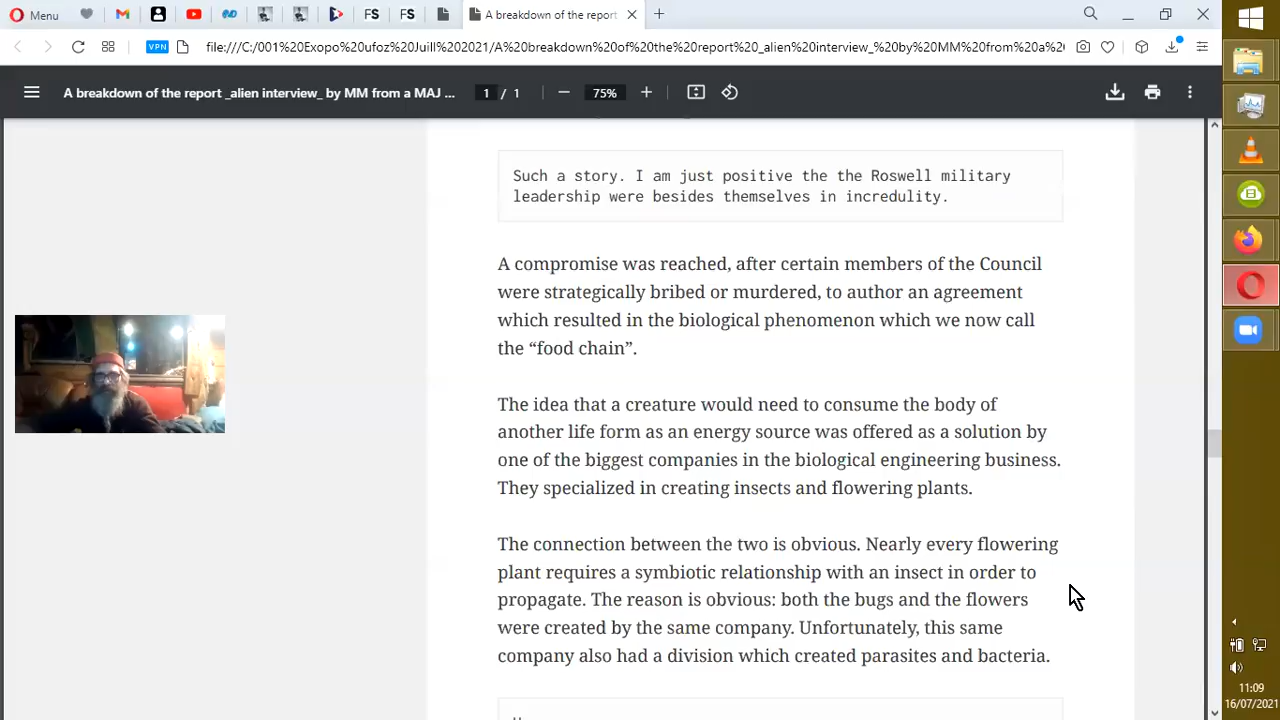 Menu
FS
FS
A breakdown of the report
VPN
file:///C:/001%20Exopo%20ufoz%20Juill%202021/A%20breakdown%20of%20the%20report%20_alien%20interview_%20by%20MM%20from%20a%20
A breakdown of the report _alien interview_ by MM from a MAJ ...
1 / 1
75%
Such a story. I am just positive the the Roswell military
leadership were besides themselves in incredulity.
A compromise was reached, after certain members of the Council
were strategically bribed or murdered, to author an agreement
which resulted in the biological phenomenon which we now call
the “food chain”.
The idea that a creature would need to consume the body of
another life form as an energy source was offered as a solution by
one of the biggest companies in the biological engineering business.
They specialized in creating insects and flowering plants.
The connection between the two is obvious. Nearly every flowering
plant requires a symbiotic relationship with an insect in order to
propagate. The reason is obvious: both the bugs and the flowers
were created by the same company. Unfortunately, this same
company also had a division which created parasites and bacteria.
11:09
16/07/2021